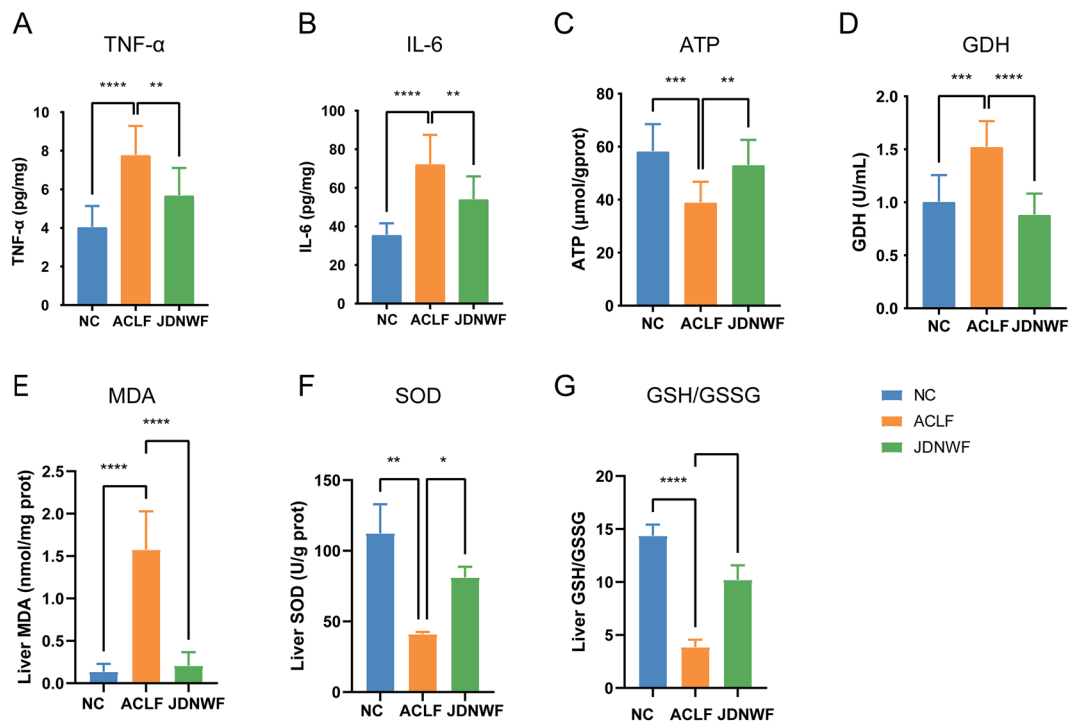 A
TNF-α
**** **
TNF-α (pg/mg)
10
8
6
4
2
0
NC ACLF JDNWF
B
IL-6
**** **
IL-6 (pg/mg)
100
80
60
40
20
0
NC ACLF JDNWF
C
ATP
*** **
ATP (μmol/gprot)
80
60
40
20
0
NC ACLF JDNWF
D
GDH
*** ****
GDH (U/mL)
2.0
1.5
1.0
0.5
0.0
NC ACLF JDNWF
E
MDA
****
****
Liver MDA (nmol/mg prot)
2.5
2.0
1.5
1.0
0.5
0.0
NC ACLF JDNWF
F
SOD
** *
Liver SOD (U/g prot)
150
100
50
0
NC ACLF JDNWF
G
GSH/GSSG
****
Liver GSH/GSSG
20
15
10
5
0
NC ACLF JDNWF
NC
ACLF
JDNWF